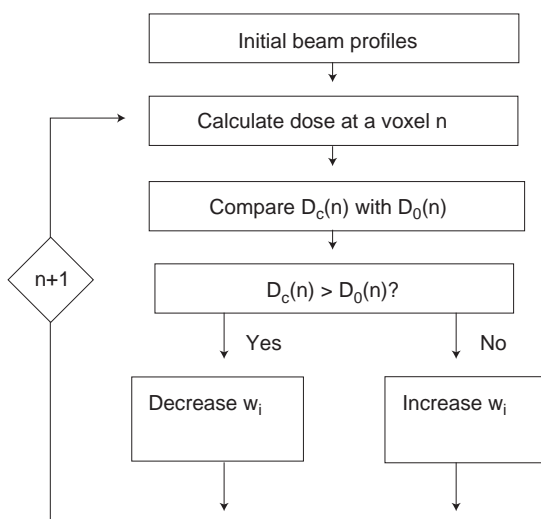 Initial beam profiles
Calculate dose at a voxel n
Compare D_c(n) with D_0(n)
n+1
D_c(n) > D_0(n)?
Yes
No
Decrease w_i
Increase w_i